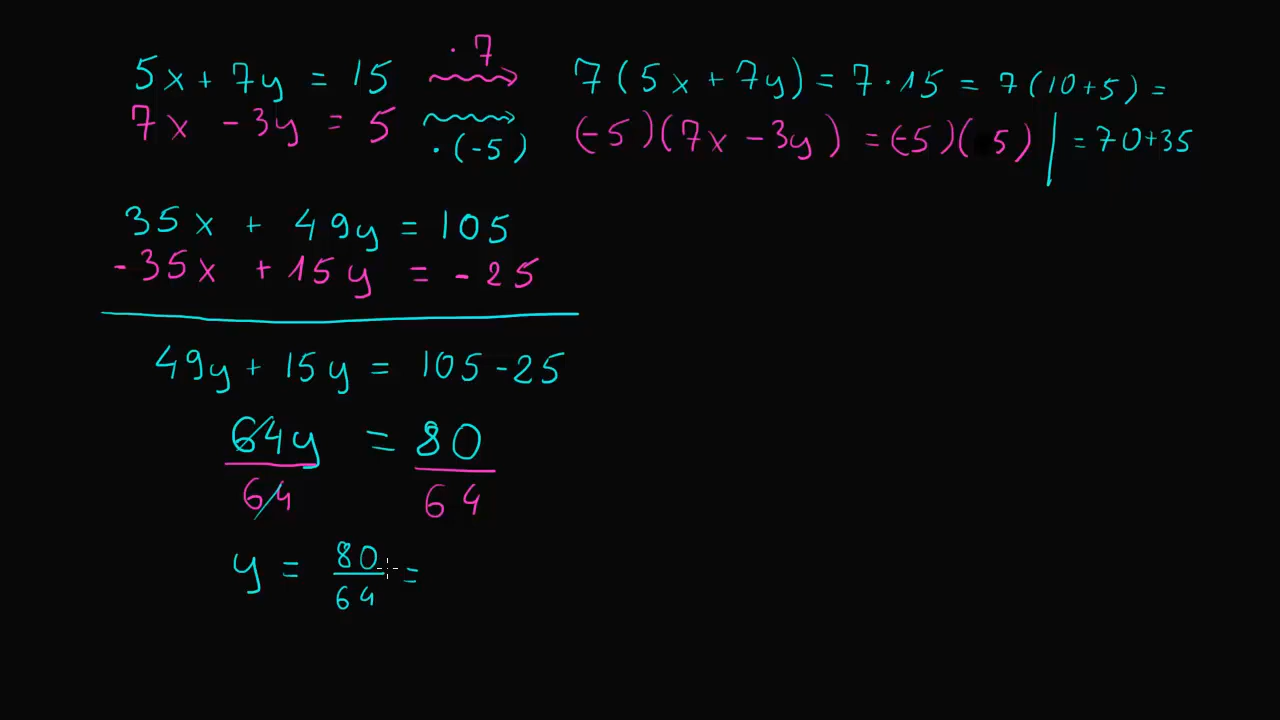 · 7
5x + 7y = 15 7(5x + 7y) = 7 · 15 = 7(10+5) =
7x - 3y = 5 (-5)(7x - 3y) = (-5)(5) | = 70+35
· (-5)
35x + 49y = 105
-35x + 15y = -25
49y + 15y = 105 - 25
64y = 80
64 64
y = 80/64 =